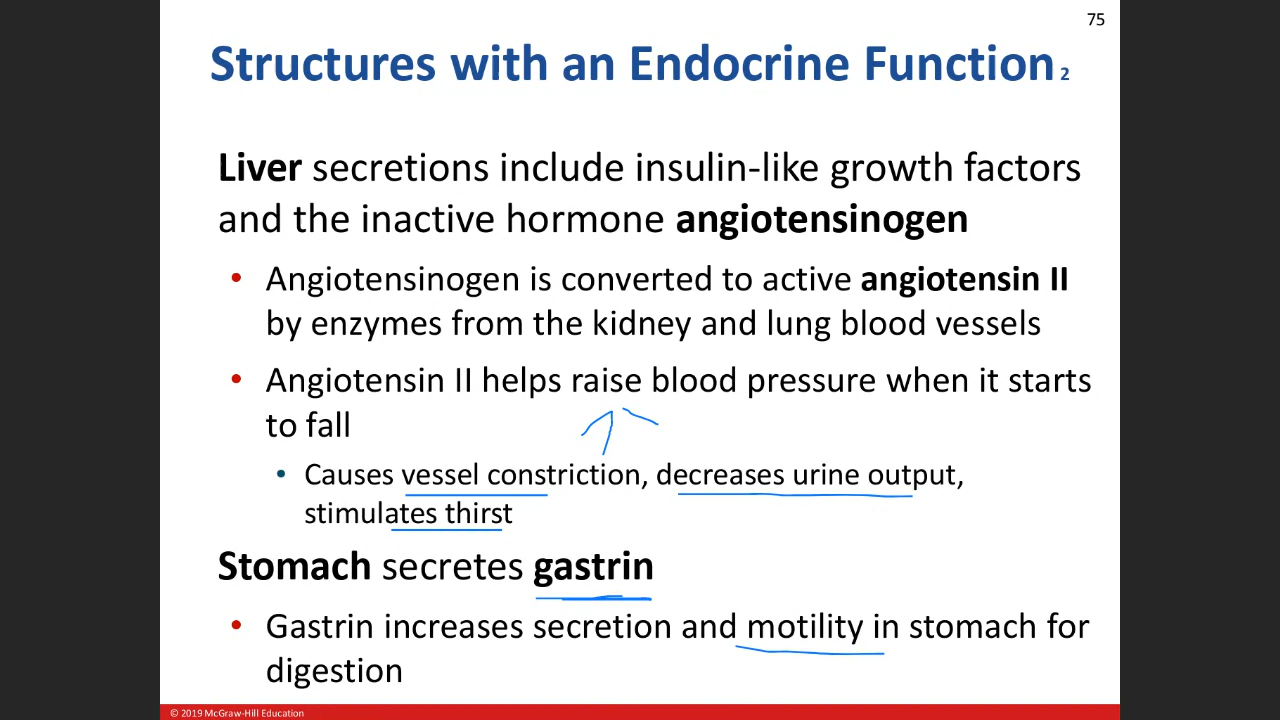 75
Structures with an Endocrine Function 2
Liver secretions include insulin-like growth factors
and the inactive hormone angiotensinogen
• Angiotensinogen is converted to active angiotensin II
by enzymes from the kidney and lung blood vessels
• Angiotensin II helps raise blood pressure when it starts
to fall
• Causes vessel constriction, decreases urine output,
stimulates thirst
Stomach secretes gastrin
• Gastrin increases secretion and motility in stomach for
digestion
© 2019 McGraw-Hill Education